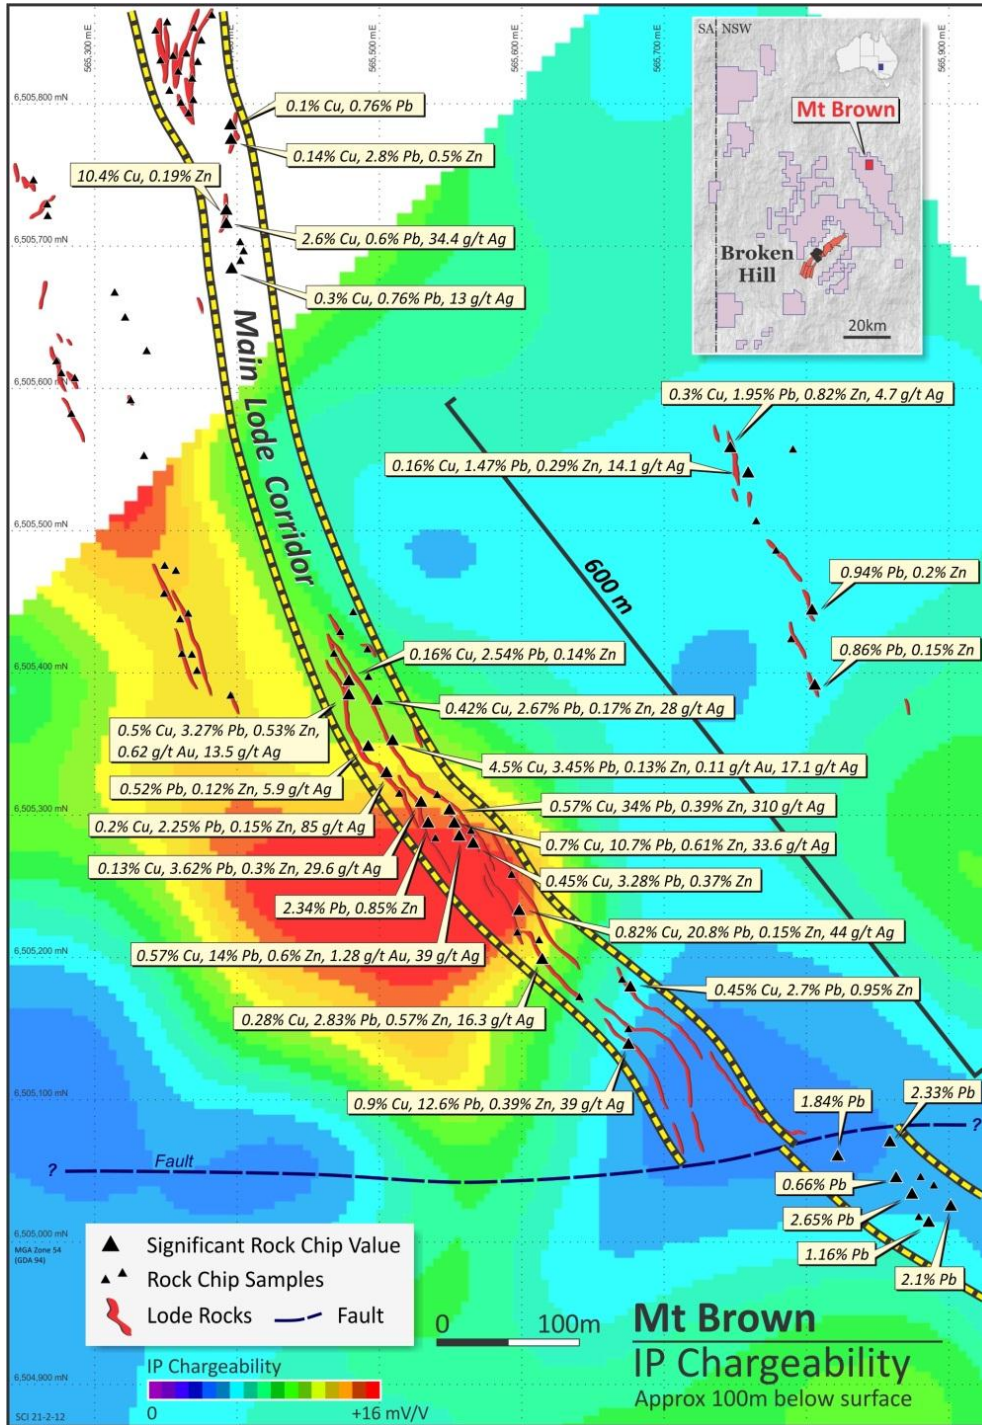 565,300 mE
565,500 mE
565,600 mE
565,700 mE
565,900 mE
SA NSW
Mt Brown
Broken
Hill
20km
6,505,800 mN
0.1% Cu, 0.76% Pb
0.14% Cu, 2.8% Pb, 0.5% Zn
10.4% Cu, 0.19% Zn
2.6% Cu, 0.6% Pb, 34.4 g/t Ag
6,505,700 mN
0.3% Cu, 0.76% Pb, 13 g/t Ag
Main Lode Corridor
6,505,600 mN
0.3% Cu, 1.95% Pb, 0.82% Zn, 4.7 g/t Ag
0.16% Cu, 1.47% Pb, 0.29% Zn, 14.1 g/t Ag
6,505,500 mN
600 m
0.94% Pb, 0.2% Zn
6,505,400 mN
0.16% Cu, 2.54% Pb, 0.14% Zn
0.86% Pb, 0.15% Zn
0.42% Cu, 2.67% Pb, 0.17% Zn, 28 g/t Ag
0.5% Cu, 3.27% Pb, 0.53% Zn,
0.62 g/t Au, 13.5 g/t Ag
4.5% Cu, 3.45% Pb, 0.13% Zn, 0.11 g/t Au, 17.1 g/t Ag
0.52% Pb, 0.12% Zn, 5.9 g/t Ag
6,505,300 mN
0.57% Cu, 34% Pb, 0.39% Zn, 310 g/t Ag
0.2% Cu, 2.25% Pb, 0.15% Zn, 85 g/t Ag
0.7% Cu, 10.7% Pb, 0.61% Zn, 33.6 g/t Ag
0.13% Cu, 3.62% Pb, 0.3% Zn, 29.6 g/t Ag
0.45% Cu, 3.28% Pb, 0.37% Zn
2.34% Pb, 0.85% Zn
0.82% Cu, 20.8% Pb, 0.15% Zn, 44 g/t Ag
0.57% Cu, 14% Pb, 0.6% Zn, 1.28 g/t Au, 39 g/t Ag
6,505,200 mN
0.45% Cu, 2.7% Pb, 0.95% Zn
0.28% Cu, 2.83% Pb, 0.57% Zn, 16.3 g/t Ag
6,505,100 mN
0.9% Cu, 12.6% Pb, 0.39% Zn, 39 g/t Ag
1.84% Pb
2.33% Pb
?
Fault
?
0.66% Pb
2.65% Pb
1.16% Pb
2.1% Pb
6,505,000 mN
MGA Zone 54
(GDA 94)
Significant Rock Chip Value
Rock Chip Samples
Lode Rocks
Fault
0 100m
Mt Brown
IP Chargeability
Approx 100m below surface
IP Chargeability
0 +16 mV/V
6,504,900 mN
SCI 21-2-12